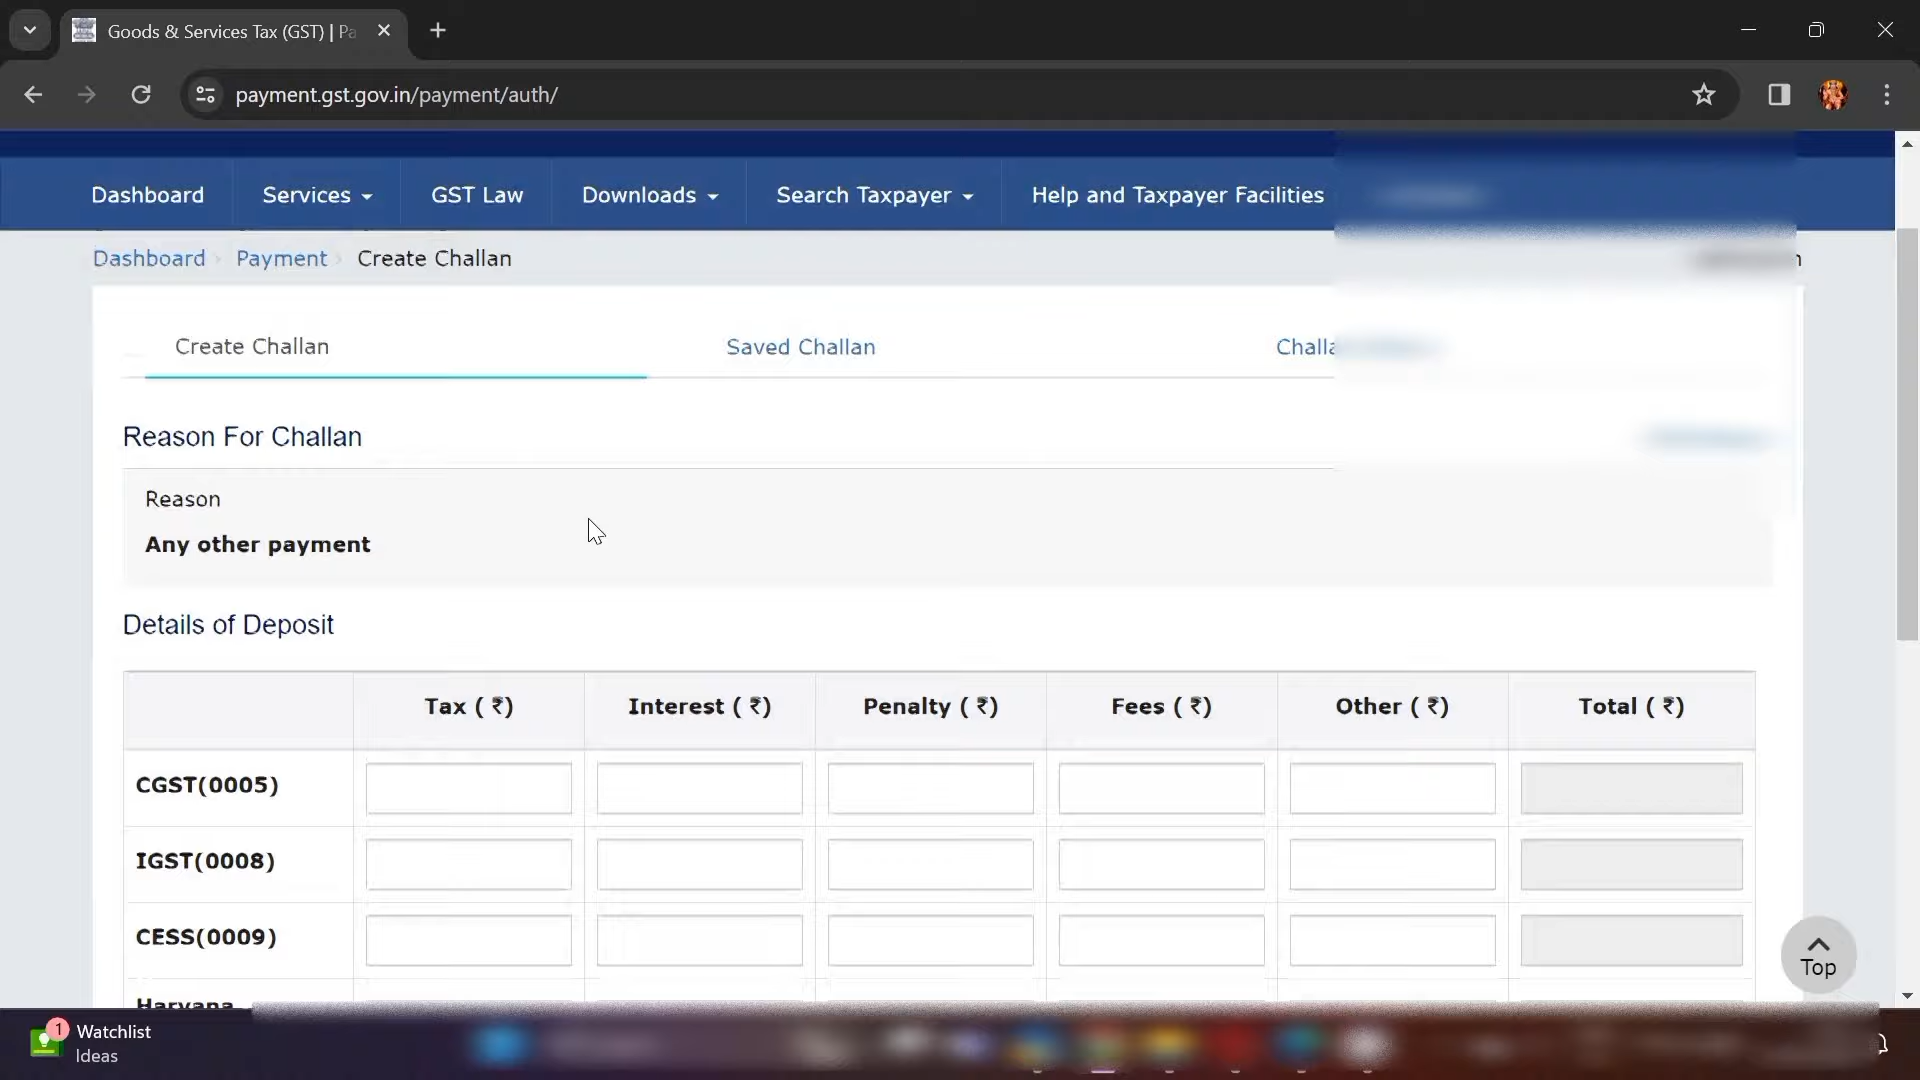 Goods & Services Tax (GST) | Pa
payment.gst.gov.in/payment/auth/
Dashboard Services GST Law Downloads Search Taxpayer Help and Taxpayer Facilities
Dashboard Payment Create Challan
Create Challan Saved Challan Challa
Reason For Challan
Reason
Any other payment
Details of Deposit
Tax ( ₹) Interest ( ₹) Penalty ( ₹) Fees ( ₹) Other ( ₹) Total ( ₹)
CGST(0005)
IGST(0008)
CESS(0009)
Top
Haryana
1 Watchlist
Ideas